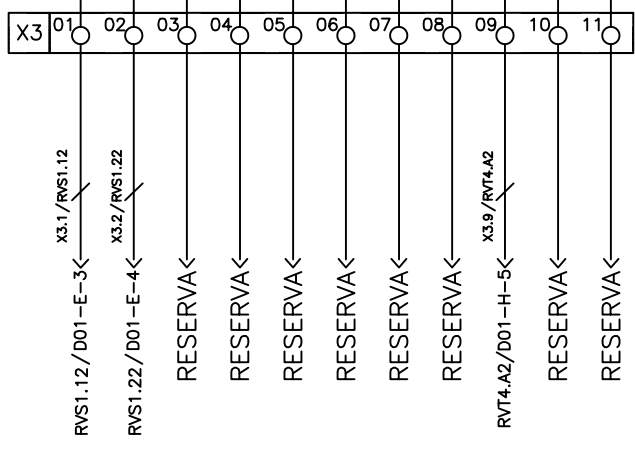 X3 01 02 03 04 05 06 07 08 09 10 11
X3.1/RVS1.12
X3.2/RVS1.22
X3.9/RVT4.A2
RVS1.12/D01-E-3
RVS1.22/D01-E-4
RESERVA
RESERVA
RESERVA
RESERVA
RESERVA
RESERVA
RVT4.A2/D01-H-5
RESERVA
RESERVA